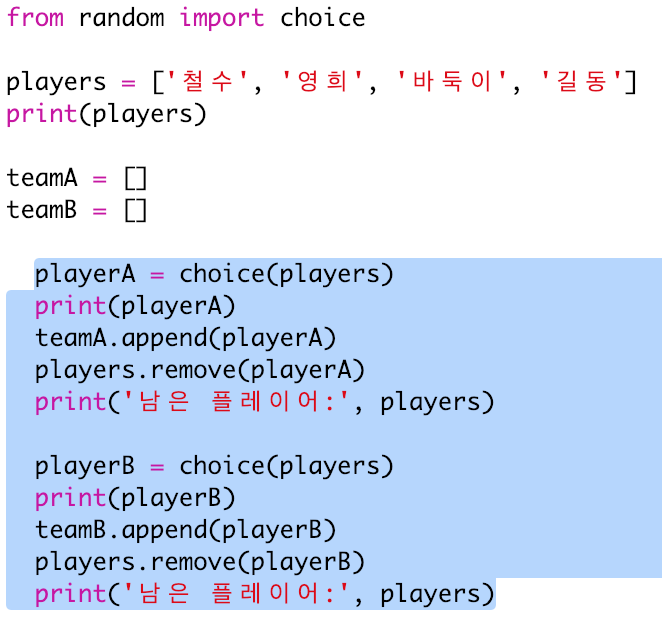 from random import choice
players = ['철수', '영희', '바둑이', '길동']
print(players)
teamA = []
teamB = []
playerA = choice(players)
print(playerA)
teamA.append(playerA)
players.remove(playerA)
print('남은 플레이어:', players)
playerB = choice(players)
print(playerB)
teamB.append(playerB)
players.remove(playerB)
print('남은 플레이어:', players)